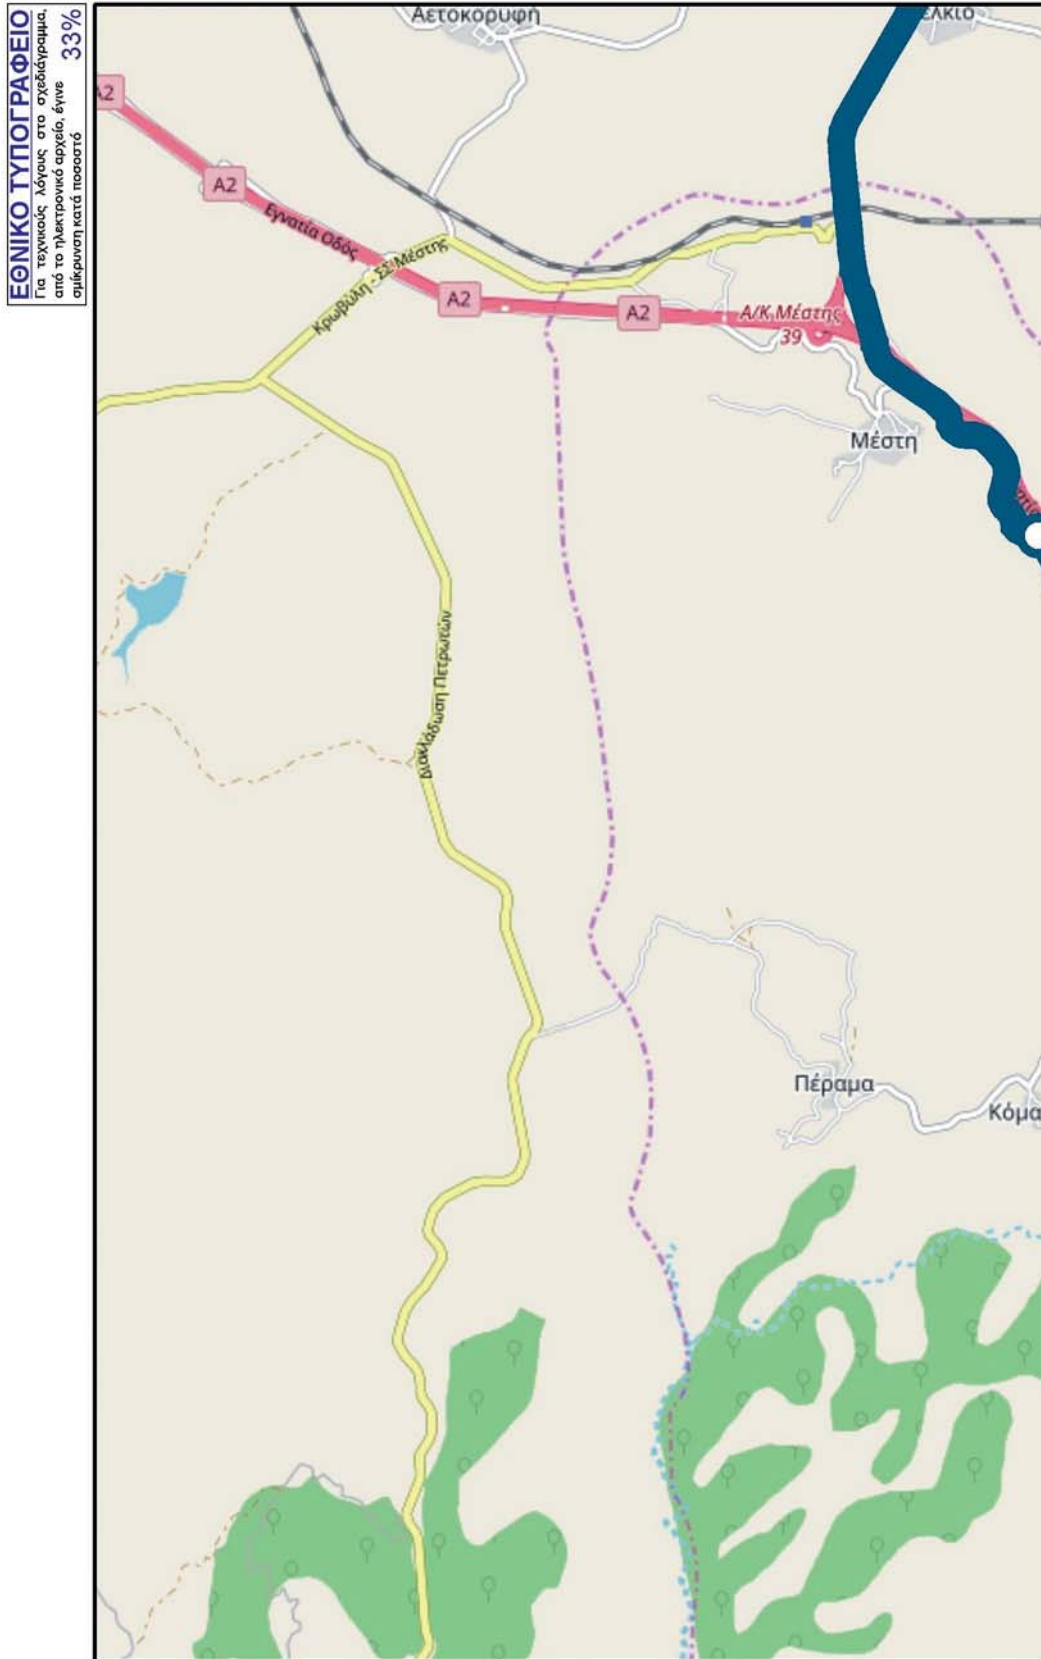 ΕΘΝΙΚΟ ΤΥΠΟΓΡΑΦΕΙΟ
Για τεχνικούς λόγους στο σχεδιάγραμμα,
από το ηλεκτρονικό αρχείο, έγινε
σμίκρυνση κατά ποσοστό
33%
Αετοκορυφή
έλκιο
A2
A2
Εγνατία Οδός
Κρωβύλη - ΣΣ Μέστης
A2
A2
Α/Κ Μέστης
39
Μέστη
Διακλάδωση Πετρωτών
Πέραμα
Κόμα